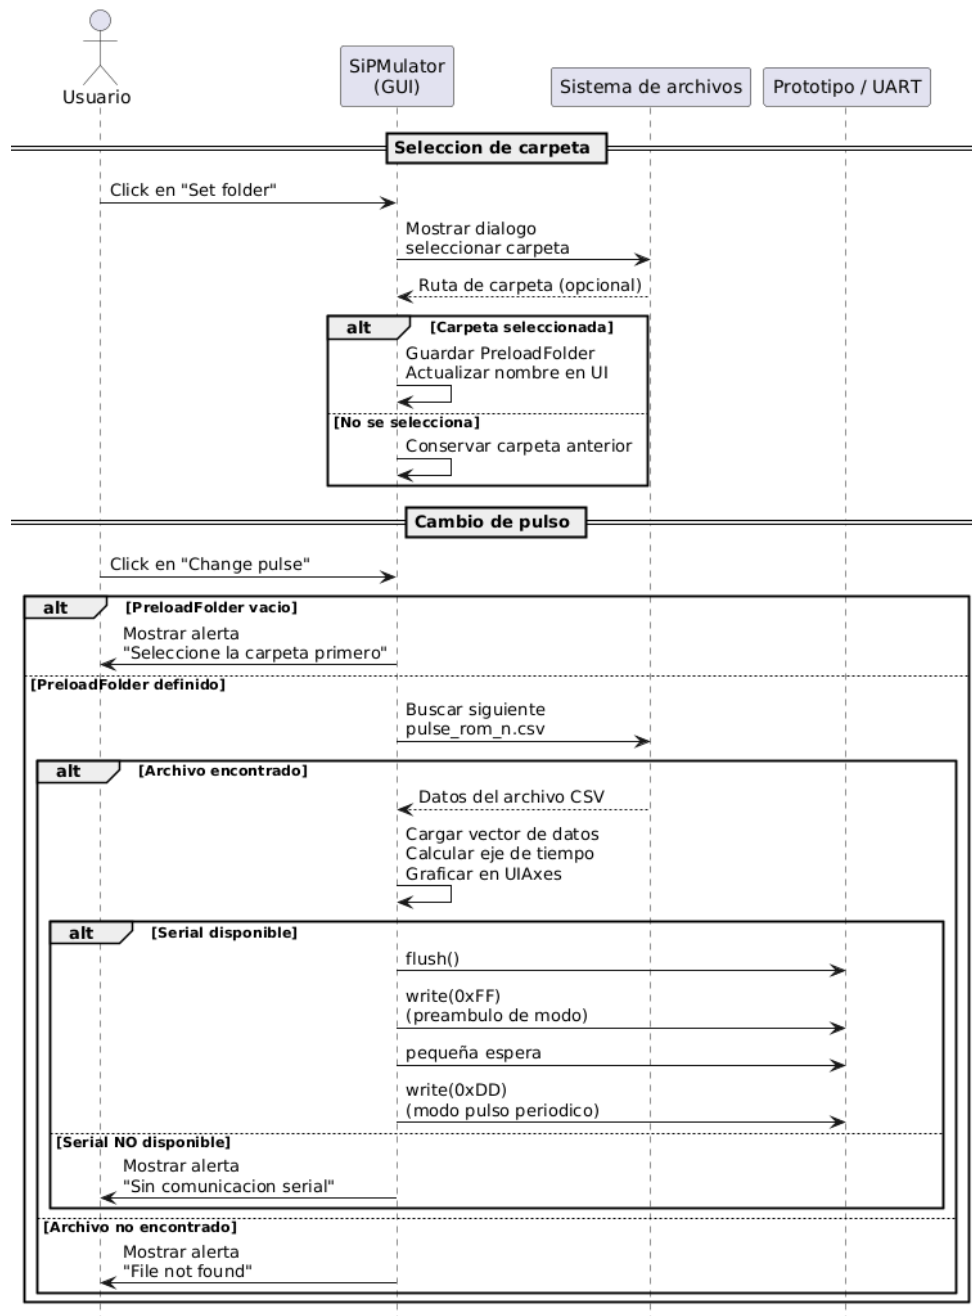 Usuario
SiPMulator
(GUI)
Sistema de archivos
Prototipo / UART
Seleccion de carpeta
Click en "Set folder"
Mostrar dialogo
seleccionar carpeta
Ruta de carpeta (opcional)
alt [Carpeta seleccionada]
Guardar PreloadFolder
Actualizar nombre en UI
[No se selecciona]
Conservar carpeta anterior
Cambio de pulso
Click en "Change pulse"
alt [PreloadFolder vacio]
Mostrar alerta
"Seleccione la carpeta primero"
[PreloadFolder definido]
Buscar siguiente
pulse_rom_n.csv
alt [Archivo encontrado]
Datos del archivo CSV
Cargar vector de datos
Calcular eje de tiempo
Graficar en UIAxes
alt [Serial disponible]
flush()
write(0xFF)
(preambulo de modo)
pequeña espera
write(0xDD)
(modo pulso periodico)
[Serial NO disponible]
Mostrar alerta
"Sin comunicacion serial"
[Archivo no encontrado]
Mostrar alerta
"File not found"